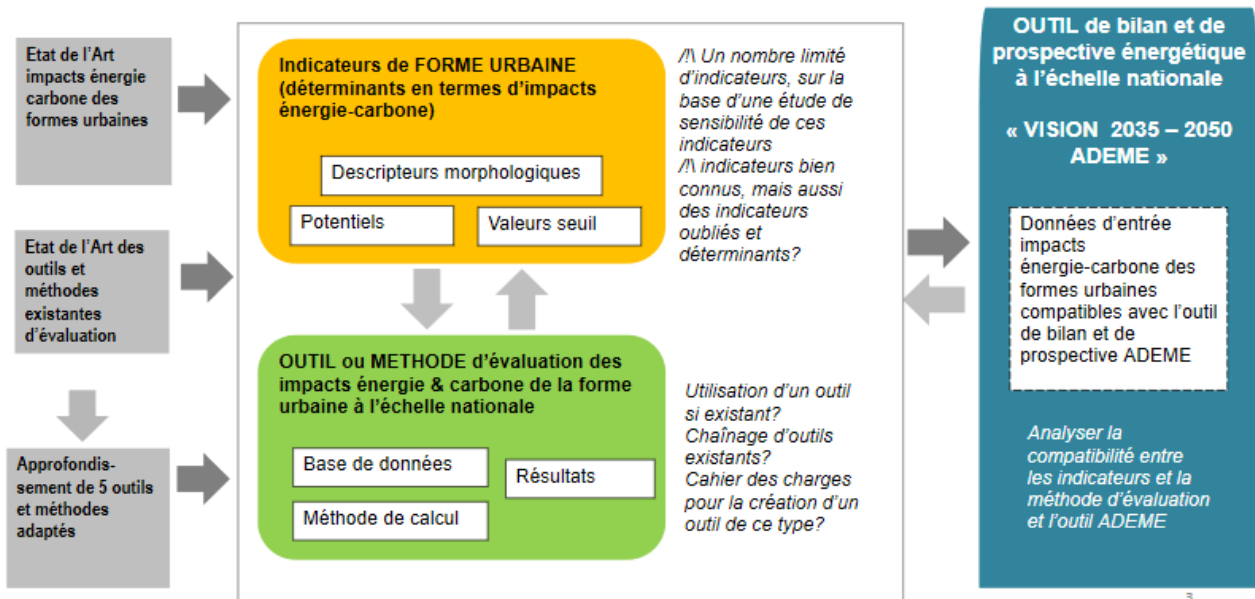 Etat de l'Art
impacts énergie
carbone des
formes urbaines
Etat de l'Art des
outils et
méthodes
existantes
d'évaluation
Approfondis-
sement de 5 outils
et méthodes
adaptés
Indicateurs de FORME URBAINE
(déterminants en termes d'impacts
énergie-carbone)
Descripteurs morphologiques
Potentiels
Valeurs seuil
/!\ Un nombre limité
d'indicateurs, sur la
base d'une étude de
sensibilité de ces
indicateurs
/!\ indicateurs bien
connus, mais aussi
des indicateurs
oubliés et
déterminants?
OUTIL ou METHODE d'évaluation des
impacts énergie & carbone de la forme
urbaine à l'échelle nationale
Base de données
Résultats
Méthode de calcul
Utilisation d'un outil
si existant?
Chaînage d'outils
existants?
Cahier des charges
pour la création d'un
outil de ce type?
OUTIL de bilan et de
prospective énergétique
à l'échelle nationale
« VISION 2035 – 2050
ADEME »
Données d'entrée
impacts
énergie-carbone des
formes urbaines
compatibles avec l'outil
de bilan et de
prospective ADEME
Analyser la
compatibilité entre
les indicateurs et la
méthode d'évaluation
et l'outil ADEME
3